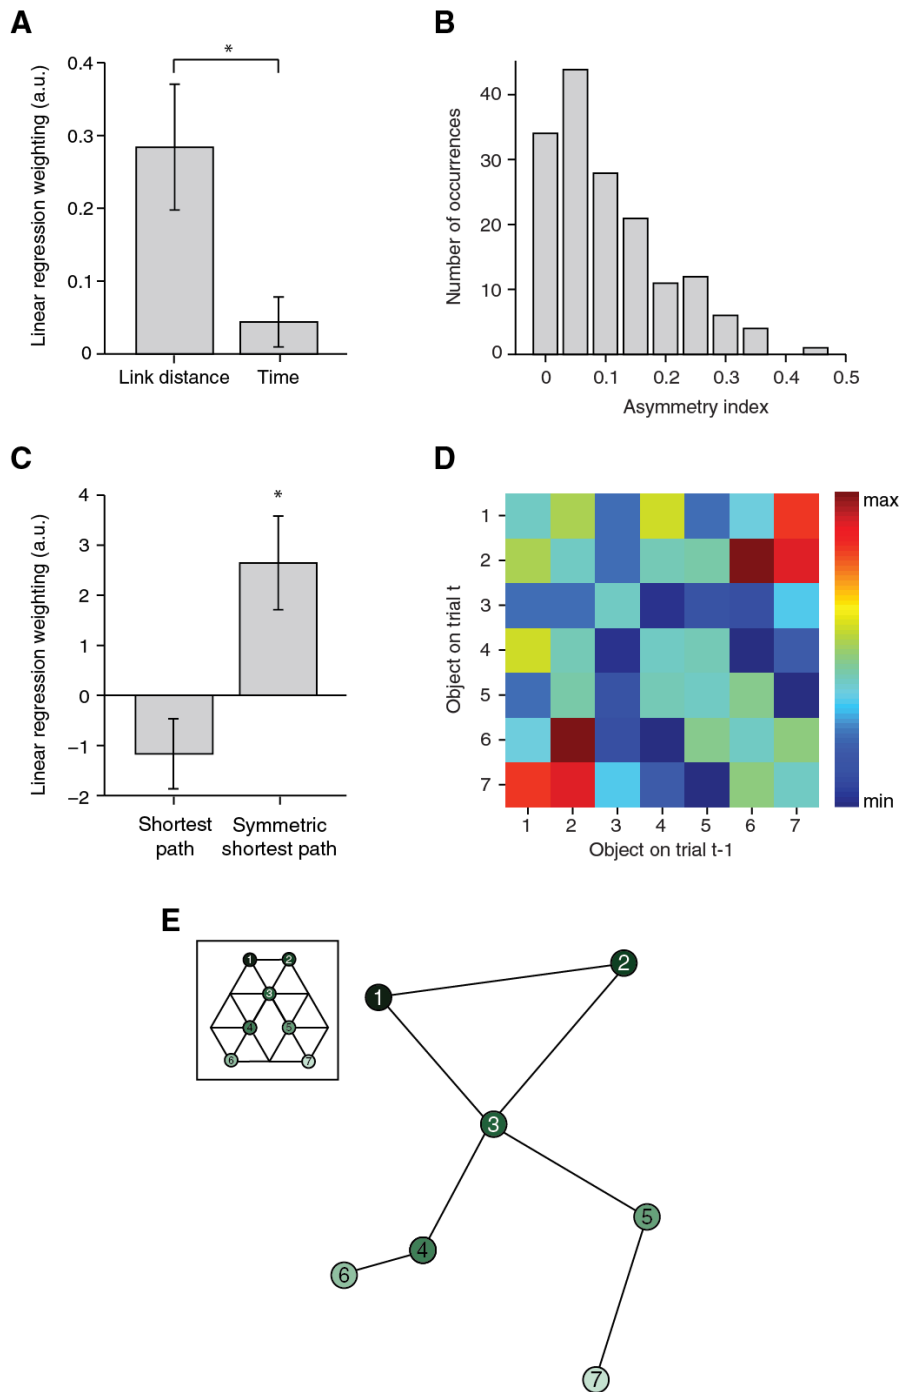 A
Linear regression weighting (a.u.)
0.4
0.3
0.2
0.1
0
*
Link distance
Time
B
Number of occurrences
40
30
20
10
0
0
0.1
0.2
0.3
0.4
0.5
Asymmetry index
C
Linear regression weighting (a.u.)
4
3
2
1
0
−1
−2
*
Shortest
path
Symmetric
shortest path
D
Object on trial t
1
2
3
4
5
6
7
1
2
3
4
5
6
7
Object on trial t-1
max
min
E
1
2
3
4
5
6
7
1
2
3
4
5
6
7